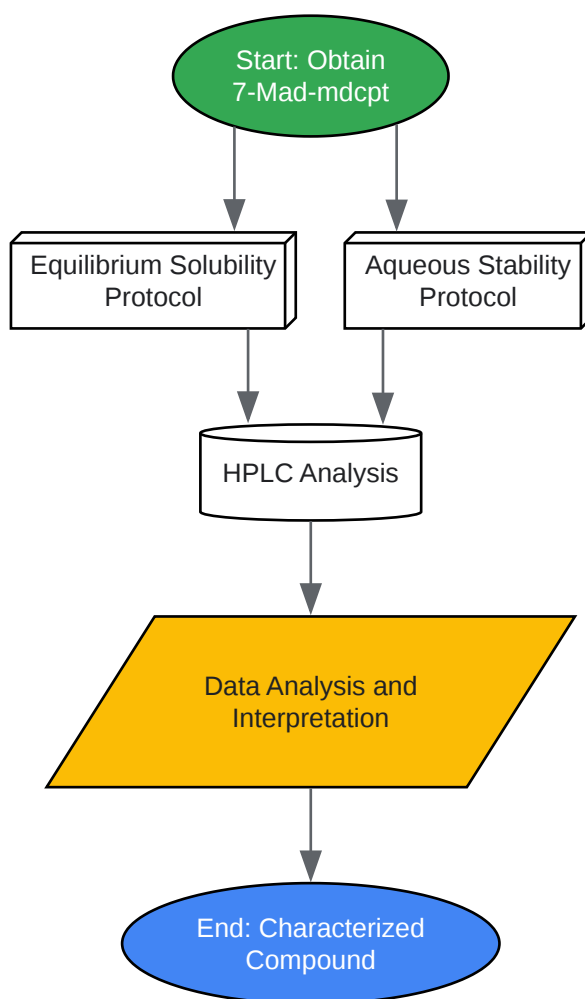 Start: Obtain
7-Mad-mdcpt
Equilibrium Solubility
Protocol
Aqueous Stability
Protocol
HPLC Analysis
Data Analysis and
Interpretation
End: Characterized
Compound